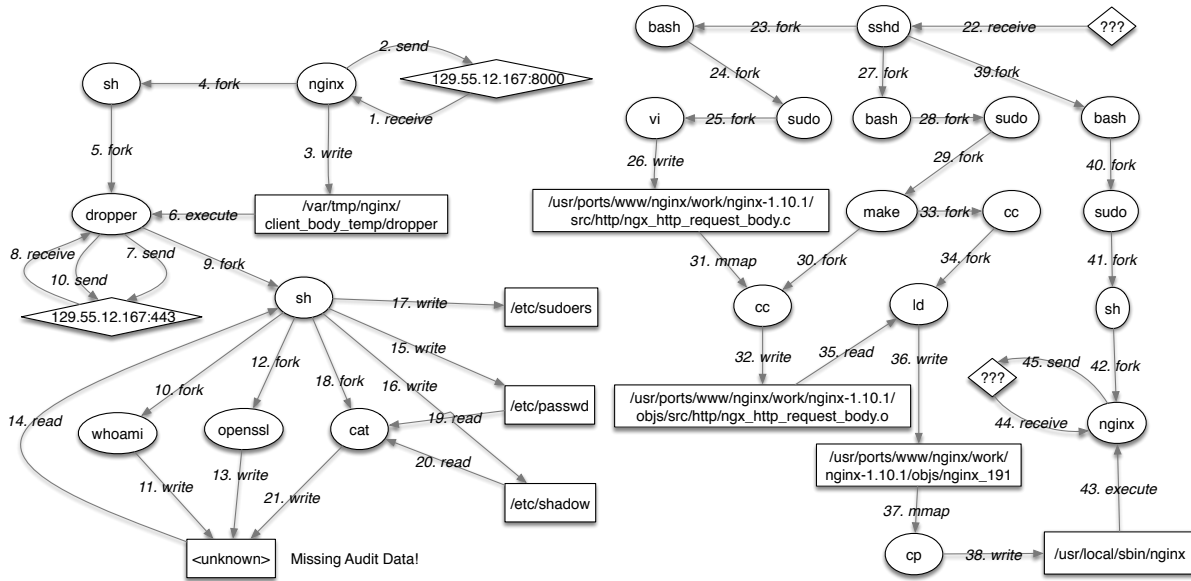 2. send
sh
4. fork
nginx
129.55.12.167:8000
1. receive
5. fork
3. write
dropper
6. execute
/var/tmp/nginx/
client_body_temp/dropper
8. receive
7. send
10. send
9. fork
129.55.12.167:443
sh
17. write
/etc/sudoers
12. fork
15. write
10. fork
18. fork
16. write
14. read
/etc/passwd
19. read
whoami
openssl
cat
11. write
13. write
20. read
21. write
/etc/shadow
<unknown>
Missing Audit Data!
bash
23. fork
sshd
22. receive
???
24. fork
27. fork
39.fork
vi
25. fork
sudo
bash
28. fork
sudo
bash
26. write
29. fork
40. fork
/usr/ports/www/nginx/work/nginx-1.10.1/
src/http/ngx_http_request_body.c
make
33. fork
cc
sudo
31. mmap
30. fork
34. fork
41. fork
cc
ld
sh
32. write
35. read
36. write
45. send
42. fork
???
/usr/ports/www/nginx/work/nginx-1.10.1/
objs/src/http/ngx_http_request_body.o
44. receive
nginx
/usr/ports/www/nginx/work/
nginx-1.10.1/objs/nginx_191
43. execute
37. mmap
cp
38. write
/usr/local/sbin/nginx